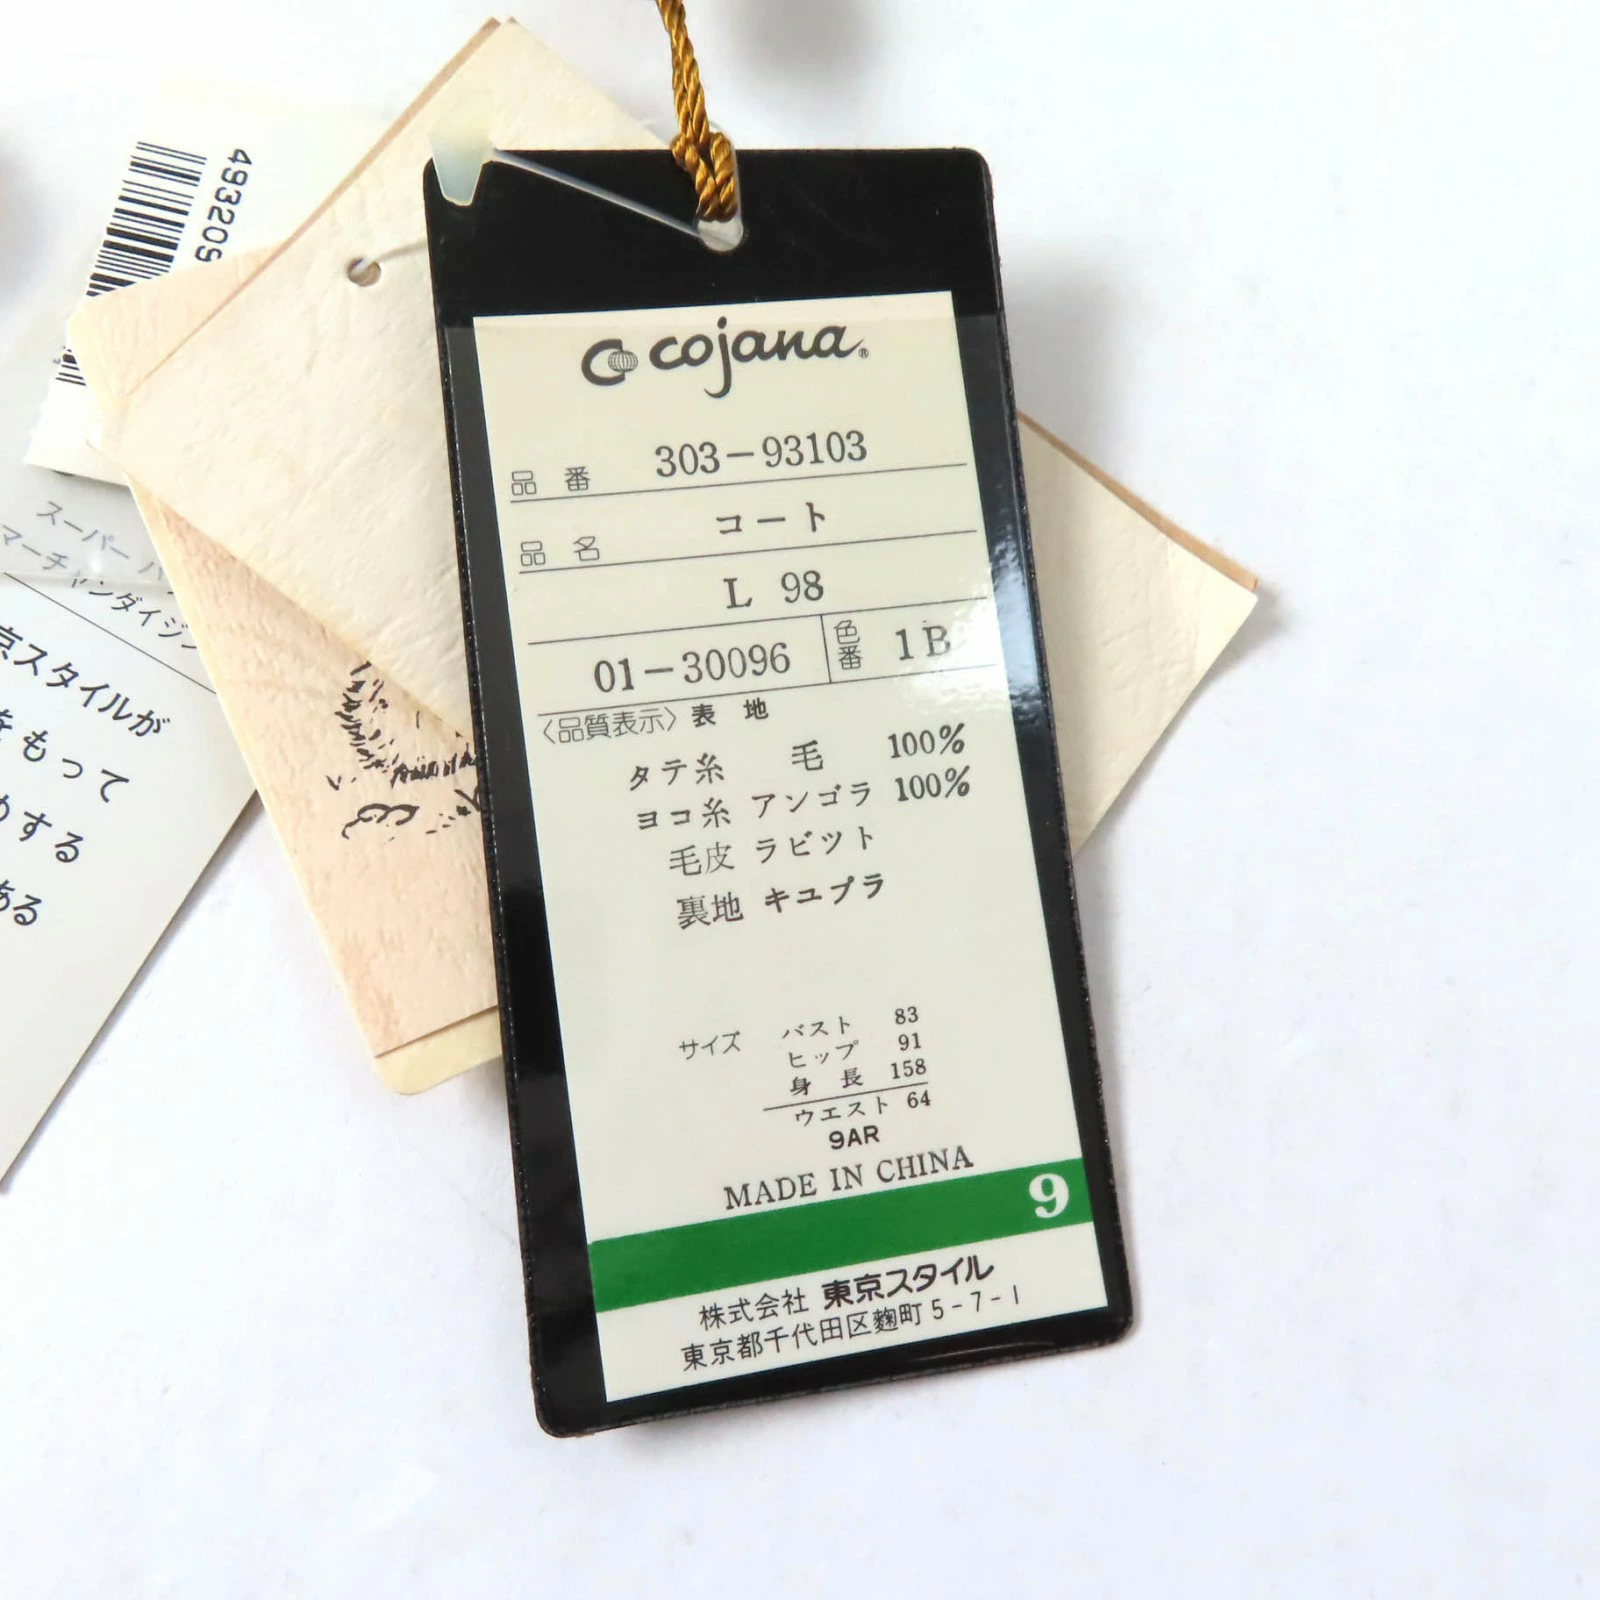 cojana®
品番 303-93103
品名 コート
L 98
01-30096 色番 1B
〈品質表示〉表 地
タテ糸 毛 100%
ヨコ糸 アンゴラ 100%
毛皮 ラビツト
裏地 キユプラ
サイズ バスト 83
ヒップ 91
身長 158
ウエスト 64
9AR
MADE IN CHINA
9
株式会社 東京スタイル
東京都千代田区麴町 5-7-1
493209
スーパー
マーチャンダイジン
京スタイルが
をもって
する
ある